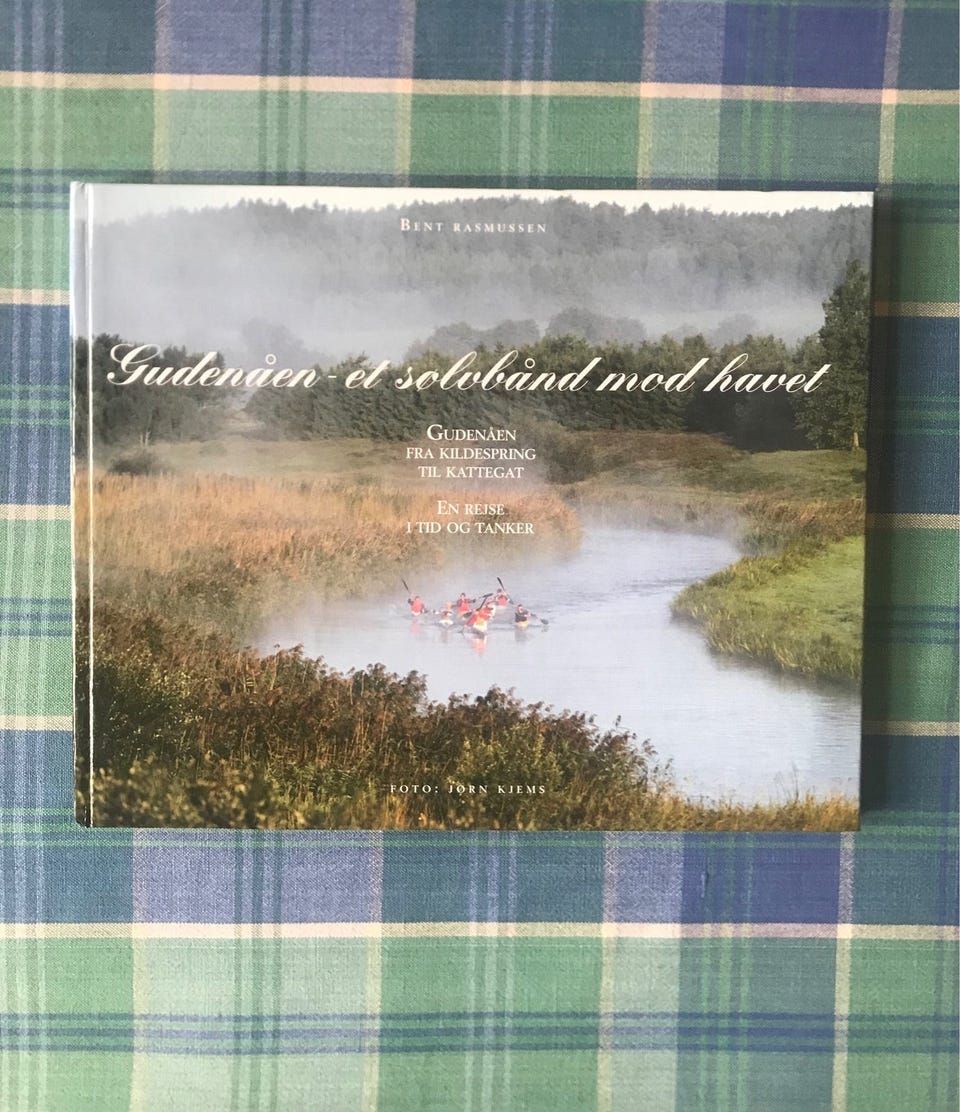 BENT RASMUSSEN
Gudenåen - et sølvbånd mod havet
GUDENÅEN
FRA KILDESPRING
TIL KATTEGAT
EN REJSE
I TID OG TANKER
FOTO: JØRN KJEMS